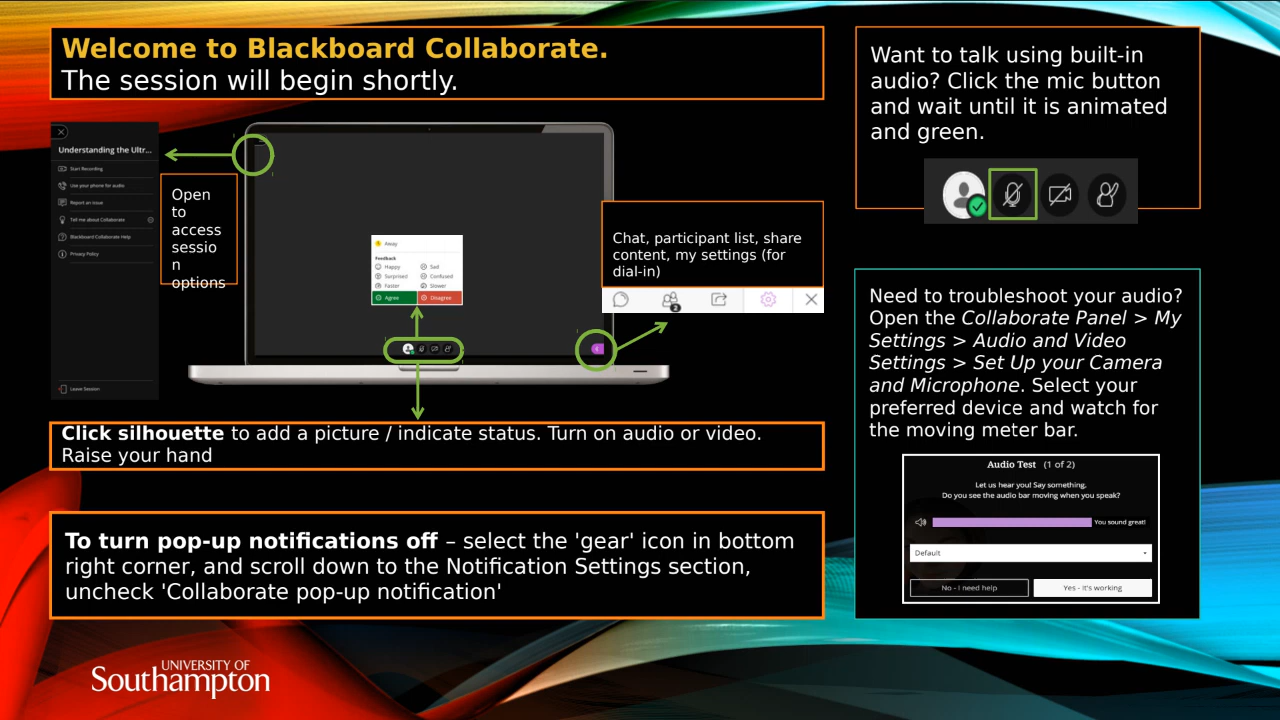 Welcome to Blackboard Collaborate.
The session will begin shortly.
Understanding the Ultr...
Start Recording
Use your phone for audio
Report an issue
Tell me about Collaborate
Blackboard Collaborate Help
Privacy Policy
Leave Session
Open
to
access
sessio
n
options
Away
Feedback
Happy
Sad
Surprised
Confused
Faster
Slower
Agree
Disagree
Chat, participant list, share
content, my settings (for
dial-in)
2
Click silhouette to add a picture / indicate status. Turn on audio or video.
Raise your hand
To turn pop-up notifications off – select the 'gear' icon in bottom
right corner, and scroll down to the Notification Settings section,
uncheck 'Collaborate pop-up notification'
UNIVERSITY OF
Southampton
Want to talk using built-in
audio? Click the mic button
and wait until it is animated
and green.
Need to troubleshoot your audio?
Open the Collaborate Panel > My
Settings > Audio and Video
Settings > Set Up your Camera
and Microphone. Select your
preferred device and watch for
the moving meter bar.
Audio Test (1 of 2)
Let us hear you! Say something.
Do you see the audio bar moving when you speak?
You sound great!
Default
No - I need help
Yes - It's working